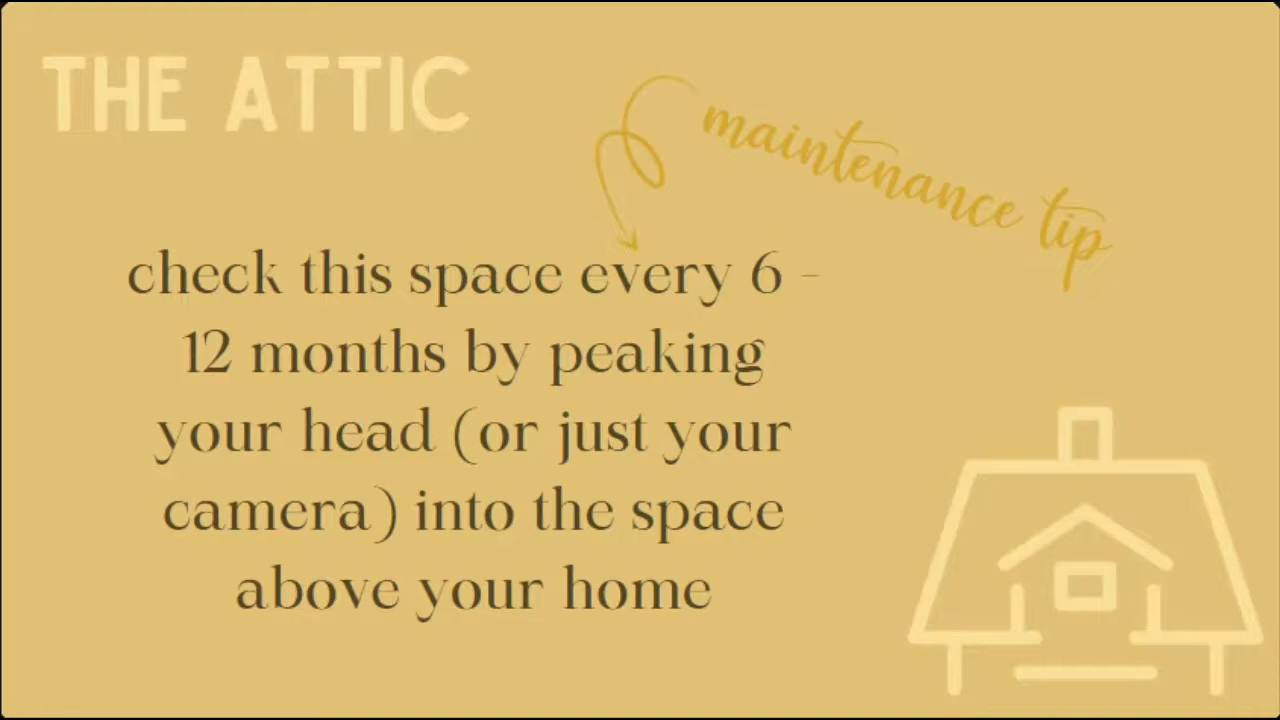 THE ATTIC
maintenance tip
check this space every 6 -
12 months by peaking
your head (or just your
camera) into the space
above your home